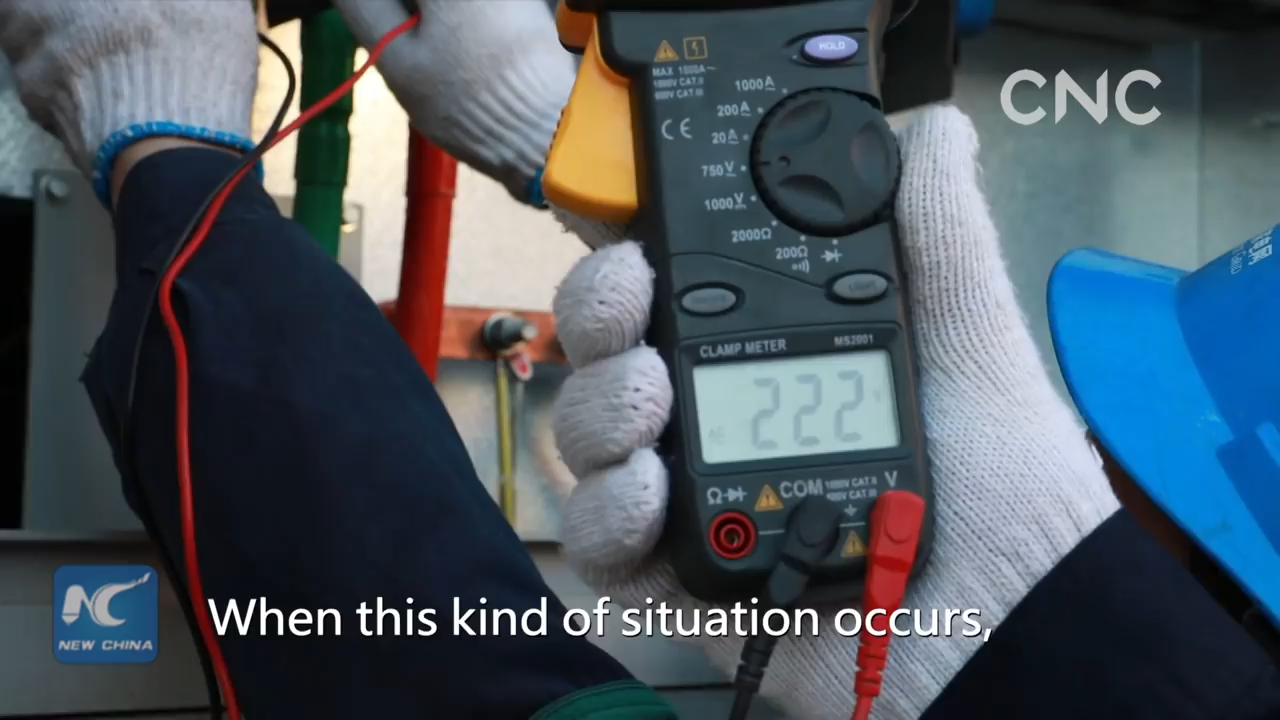 HOLD
MAX 1000A~
1000V CAT.II
600V CAT.III
CE
1000A
200A
20A
750V
1000V
2000Ω
200Ω
CNC
CLAMP METER MS2001
222
Ω COM 1000V CAT.II V
600V CAT.III
When this kind of situation occurs,
NC
NEW CHINA